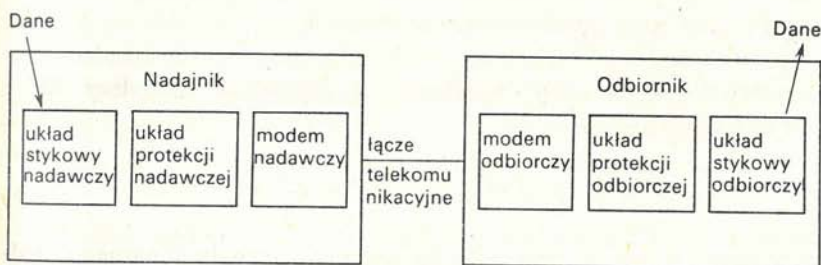 Dane
Nadajnik
układ
stykowy
nadawczy
układ
protekcji
nadawczej
modem
nadawczy
łącze
telekomu
nikacyjne
Dane
Odbiornik
modem
odbiorczy
układ
protekcji
odbiorczej
układ
stykowy
odbiorczy